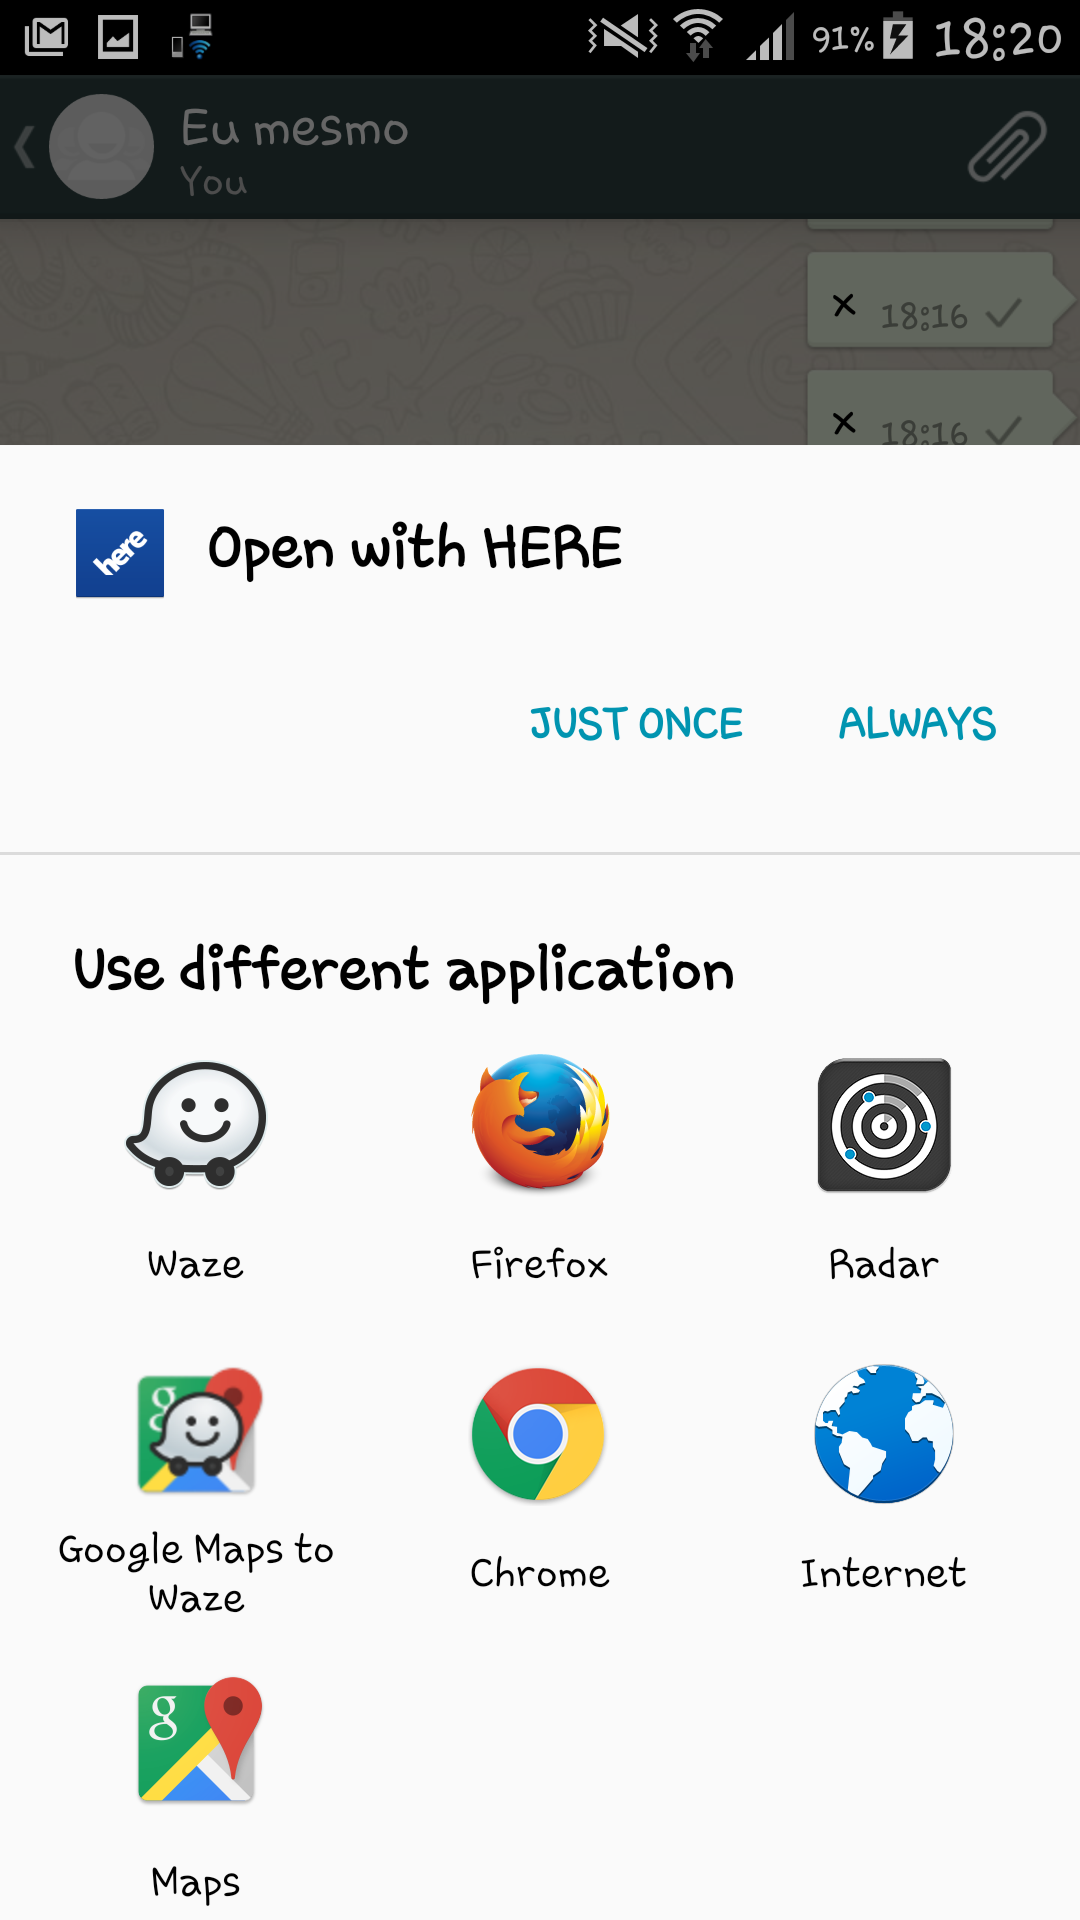 91% 18:20
Eu mesmo
You
× 18:16
× 18:16
here Open with HERE
JUST ONCE ALWAYS
Use different application
Waze Firefox Radar
Google Maps to
Waze
Chrome Internet
g
Maps